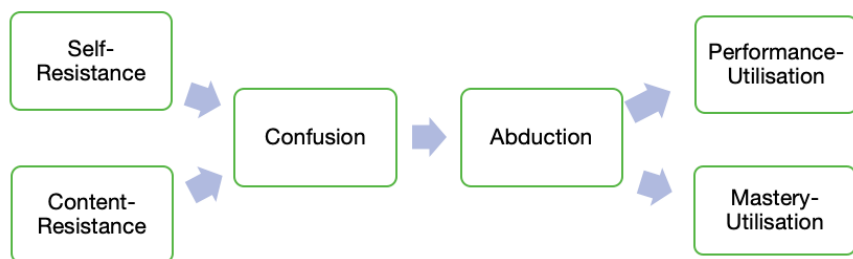 Self-
Resistance
Content-
Resistance
Confusion
Abduction
Performance-
Utilisation
Mastery-
Utilisation